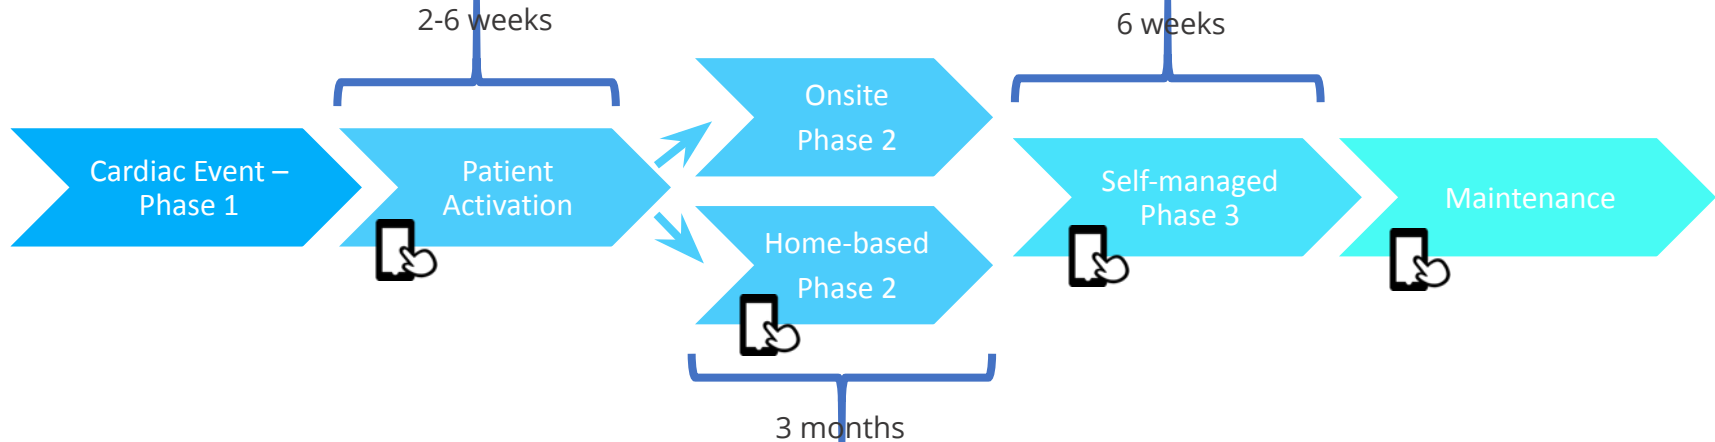 2-6 weeks
6 weeks
Cardiac Event –
Phase 1
Patient
Activation
Onsite
Phase 2
Home-based
Phase 2
Self-managed
Phase 3
Maintenance
3 months